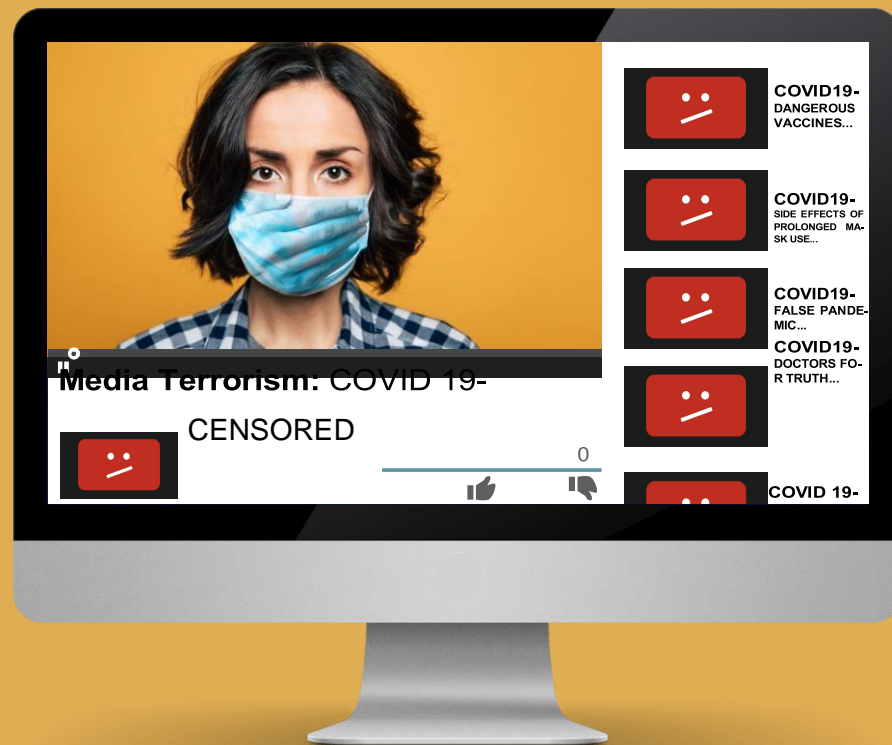 Media Terrorism: COVID 19-
CENSORED
0
COVID19-
DANGEROUS
VACCINES...
COVID19-
SIDE EFFECTS OF
PROLONGED MA-
SK USE...
COVID19-
FALSE PANDE-
MIC...
COVID19-
DOCTORS FO-
R TRUTH...
COVID 19-